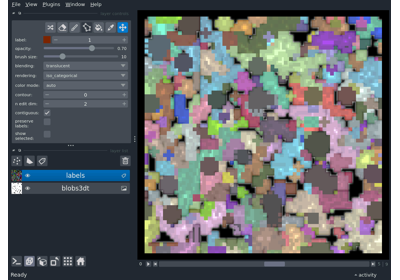 File View Plugins Window Help
label: 1
opacity: 0.70
brush size: 10
blending: translucent
rendering: iso_categorical
color mode: auto
contour: 0
n edit dim: 2
contiguous:
preserve
labels:
show
selected:
labels
blobs3dt
Ready
activity